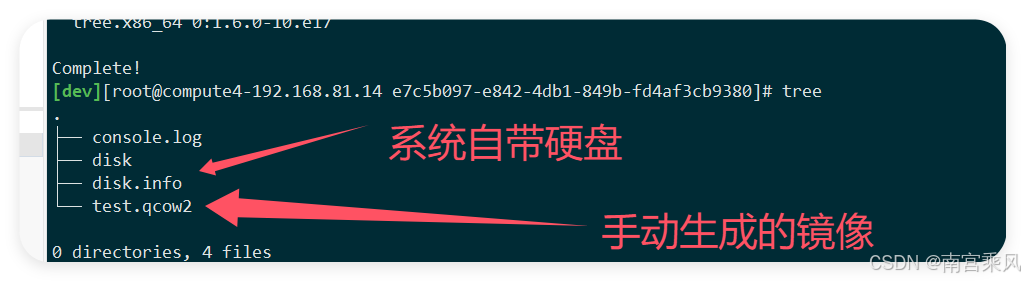 tree.x86_64 0:1.6.0-10.el7
Complete!
[dev][root@compute4-192.168.81.14 e7c5b097-e842-4db1-849b-fd4af3cb9380]# tree
.
├── console.log
├── disk
├── disk.info
└── test.qcow2
系统自带硬盘
手动生成的镜像
0 directories, 4 files
CSDN @南宫乘风